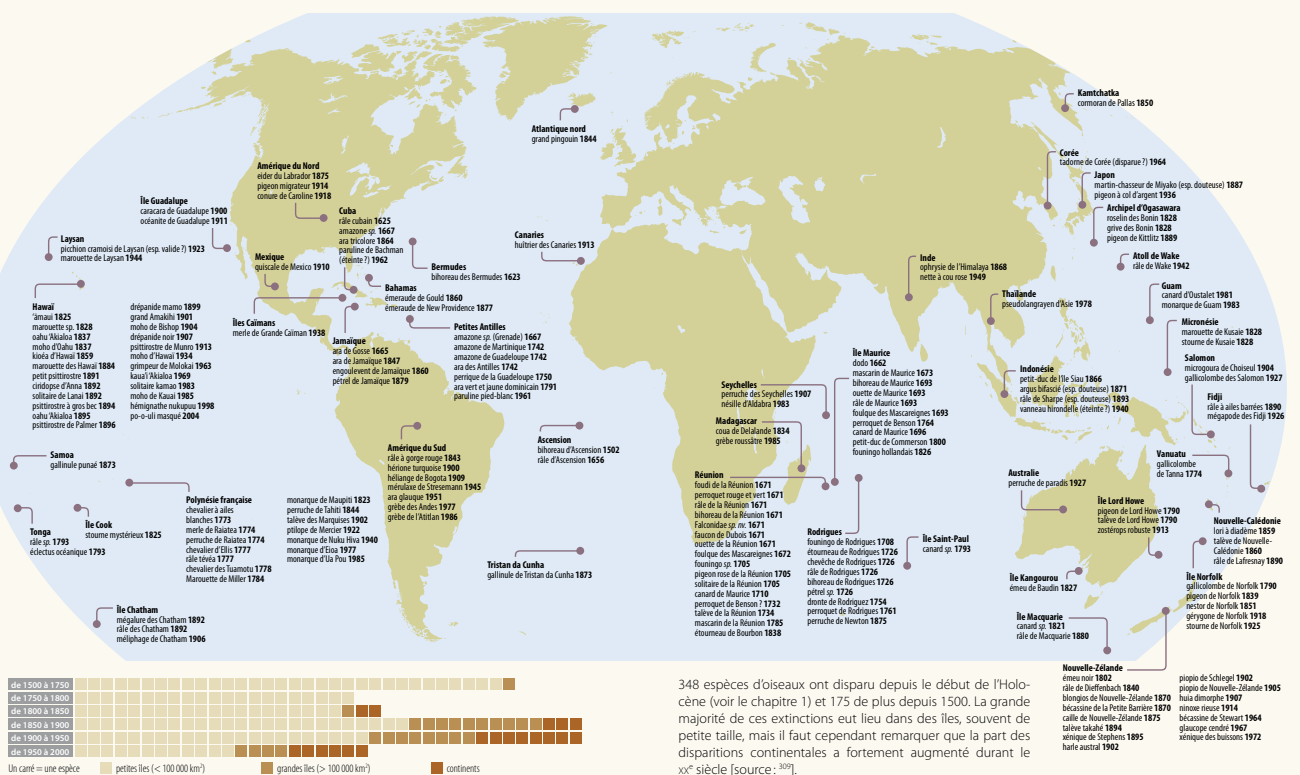 Kamtchatka
cormoran de Pallas 1850
Atlantique nord
grand pingouin 1844
Corée
tadorne de Corée (disparue ?) 1964
Amérique du Nord
eider du Labrador 1875
pigeon migrateur 1914
conure de Caroline 1918
Japon
martin-chasseur de Miyako (esp. douteuse) 1887
pigeon à col d'argent 1936
Île Guadalupe
caracara de Guadalupe 1900
océanite de Guadalupe 1911
Cuba
râle cubain 1625
amazone sp. 1667
ara tricolore 1864
paruline de Bachman
(éteinte ?) 1962
Archipel d'Ogasawara
roselin des Bonin 1828
grive des Bonin 1828
pigeon de Kittlitz 1889
Laysan
picchion cramoisi de Laysan (esp. valide ?) 1923
marouette de Laysan 1944
Canaries
huîtrier des Canaries 1913
Mexique
quiscale de Mexico 1910
Bermudes
bihoreau des Bermudes 1623
Inde
ophrysie de l'Himalaya 1868
nette à cou rose 1949
Atoll de Wake
râle de Wake 1942
Bahamas
émeraude de Gould 1860
émeraude de New Providence 1877
Thaïlande
pseudolangrayen d'Asie 1978
Guam
canard d'Oustalet 1981
monarque de Guam 1983
Hawaï
'āmaui 1825
marouette sp. 1828
oahu 'Akialoa 1837
moho d'Oahu 1837
kioéa d'Hawaï 1859
marouette des Hawaï 1884
petit psittirostre 1891
ciridopse d'Anna 1892
solitaire de Lanai 1892
psittirostre à gros bec 1894
oahu 'Akialoa 1895
psittirostre de Palmer 1896
drépanide mamo 1899
grand Amakihi 1901
moho de Bishop 1904
drépanide noir 1907
psittirostre de Munro 1913
moho d'Hawaï 1934
grimpeur de Molokai 1963
kaua'i 'Akialoa 1969
solitaire kamao 1983
moho de Kauai 1985
hémignathe nukupuu 1998
po-o-uli masqué 2004
Îles Caïmans
merle de Grande Caïman 1938
Jamaïque
ara de Gosse 1665
ara de Jamaïque 1847
engoulevent de Jamaïque 1860
pétrel de Jamaïque 1879
Petites Antilles
amazone sp. (Grenade) 1667
amazone de Martinique 1742
amazone de Guadeloupe 1742
ara des Antilles 1742
perrique de la Guadeloupe 1750
ara vert et jaune dominicain 1791
paruline pied-blanc 1961
Micronésie
marouette de Kusaie 1828
stourne de Kusaie 1828
Île Maurice
dodo 1662
mascarin de Maurice 1673
bihoreau de Maurice 1693
ouette de Maurice 1693
râle de Maurice 1693
foulque des Mascareignes 1693
perroquet de Benson 1764
canard de Maurice 1696
petit-duc de Commerson 1800
founingo hollandais 1826
Salomon
microgoura de Choiseul 1904
gallicolombe des Salomon 1927
Indonésie
petit-duc de l'île Siau 1866
argus bifascié (esp. douteuse) 1871
râle de Sharpe (esp. douteuse) 1893
vanneau hirondelle (éteinte ?) 1940
Seychelles
perruche des Seychelles 1907
nésille d'Aldabra 1983
Fidji
râle à ailes barrées 1890
mégapode des Fidji 1926
Madagascar
coua de Delalande 1834
grèbe roussâtre 1985
Ascension
bihoreau d'Ascension 1502
râle d'Ascension 1656
Amérique du Sud
râle à gorge rouge 1843
hérione turquoise 1900
héliange de Bogota 1909
mérulaxe de Stresemann 1945
ara glauque 1951
grèbe des Andes 1977
grèbe de l'Atitlan 1986
Samoa
gallinule punaé 1873
Vanuatu
gallicolombe
de Tanna 1774
Australie
perruche de paradis 1927
Réunion
foudi de la Réunion 1671
perroquet rouge et vert 1671
râle de la Réunion 1671
bihoreau de la Réunion 1671
Falconidae sp. nv. 1671
faucon de Dubois 1671
ouette de la Réunion 1671
foulque des Mascareignes 1672
founingo sp. 1705
pigeon rose de la Réunion 1705
solitaire de la Réunion 1705
canard de Maurice 1710
perroquet de Benson ? 1732
talève de la Réunion 1734
mascarin de la Réunion 1785
étourneau de Bourbon 1838
Polynésie française
chevalier à ailes
blanches 1773
merle de Raiatea 1774
perruche de Raiatea 1774
chevalier d'Ellis 1777
râle tévéa 1777
chevalier des Tuamotu 1778
Marouette de Miller 1784
monarque de Maupiti 1823
perruche de Tahiti 1844
talève des Marquises 1902
ptilope de Mercier 1922
monarque de Nuku Hiva 1940
monarque d'Eioa 1977
monarque d'Ua Pou 1985
Île Lord Howe
pigeon de Lord Howe 1790
talève de Lord Howe 1790
zostérops robuste 1913
Tonga
râle sp. 1793
éclectus océanique 1793
Île Cook
stourne mystérieux 1825
Rodrigues
founingo de Rodrigues 1708
étourneau de Rodrigues 1726
chevêche de Rodrigues 1726
râle de Rodrigues 1726
bihoreau de Rodrigues 1726
pétrel sp. 1726
dronte de Rodriguez 1754
perroquet de Rodrigues 1761
perruche de Newton 1875
Île Saint-Paul
canard sp. 1793
Nouvelle-Calédonie
lori à diadème 1859
talève de Nouvelle-
Calédonie 1860
râle de Lafresnay 1890
Tristan da Cunha
gallinule de Tristan da Cunha 1873
Île Kangourou
émeu de Baudin 1827
Île Norfolk
gallicolombe de Norfolk 1790
pigeon de Norfolk 1839
nestor de Norfolk 1851
gérygone de Norfolk 1918
stourne de Norfolk 1925
Île Chatham
mégalure des Chatham 1892
râle des Chatham 1892
méliphage de Chatham 1906
Île Macquarie
canard sp. 1821
râle de Macquarie 1880
Nouvelle-Zélande
émeu noir 1802
râle de Dieffenbach 1840
blongios de Nouvelle-Zélande 1870
bécassine de la Petite Barrière 1870
caille de Nouvelle-Zélande 1875
talève takahé 1894
xénique de Stephens 1895
harle austral 1902
piopio de Schlegel 1902
piopio de Nouvelle-Zélande 1905
huia dimorphe 1907
ninoxe rieuse 1914
bécassine de Stewart 1964
glaucope cendré 1967
xénique des buissons 1972
de 1500 à 1750
de 1750 à 1800
de 1800 à 1850
de 1850 à 1900
de 1900 à 1950
de 1950 à 2000
Un carré = une espèce
petites îles (< 100 000 km²)
grandes îles (> 100 000 km²)
continents
348 espèces d'oiseaux ont disparu depuis le début de l'Holo-
cène (voir le chapitre 1) et 175 de plus depuis 1500. La grande
majorité de ces extinctions eut lieu dans des îles, souvent de
petite taille, mais il faut cependant remarquer que la part des
disparitions continentales a fortement augmenté durant le
XXe siècle [source : 309].